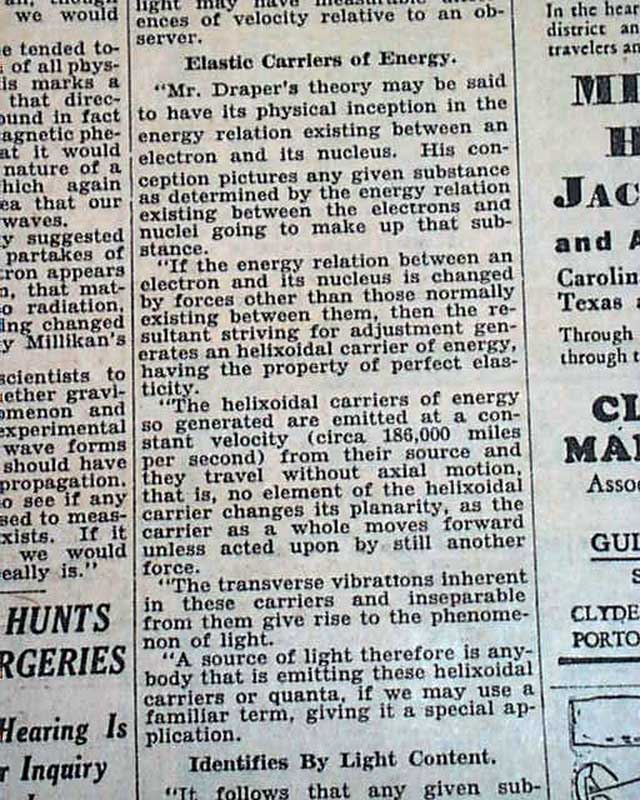 we would
e tended to-
of all phys-
is marks a
that direc-
ound in fact
agnetic phe-
at it would
nature of a
hich again
ea that our
waves.
y suggested
partakes of
tron appears
n, that mat-
o radiation,
ing changed
y Millikan's
scientists to
ether gravi-
omenon and
experimental
wave forms
should have
propagation.
o see if any
sed to meas-
xists. If it
we would
eally is."
HUNTS
RGERIES
Hearing Is
r Inquiry
light may have
ences of velocity relative to an ob-
server.
Elastic Carriers of Energy.
"Mr. Draper's theory may be said
to have its physical inception in the
energy relation existing between an
electron and its nucleus. His con-
ception pictures any given substance
as determined by the energy relation
existing between the electrons and
nuclei going to make up that sub-
stance.
"If the energy relation between an
electron and its nucleus is changed
by forces other than those normally
existing between them, then the re-
sultant striving for adjustment gen-
erates an helixoidal carrier of energy,
having the property of perfect elas-
ticity.
"The helixoidal carriers of energy
so generated are emitted at a con-
stant velocity (circa 186,000 miles
per second) from their source and
they travel without axial motion,
that is, no element of the helixoidal
carrier changes its planarity, as the
carrier as a whole moves forward
unless acted upon by still another
force.
"The transverse vibrations inherent
in these carriers and inseparable
from them give rise to the phenome-
non of light.
"A source of light therefore is any-
body that is emitting these helixoidal
carriers or quanta, if we may use a
familiar term, giving it a special ap-
plication.
Identifies By Light Content.
"It follows that any given sub-
In the hear
district an
travelers an
MI
H
JAC
and A
Carolin
Texas
Through
through t
CL
MA
Asso
GUL
S
CLYDE
PORTO